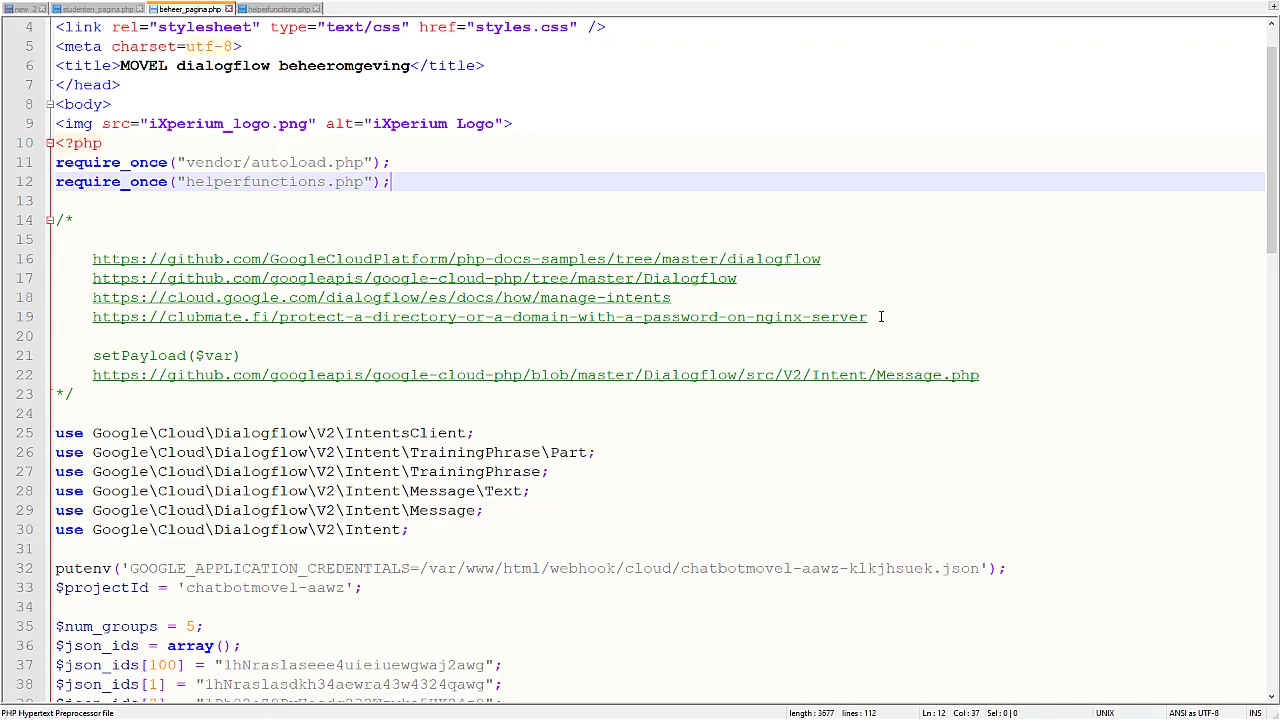 new 2 studenten_pagina.php beheer_pagina.php helperfunctions.php
4 <link rel="stylesheet" type="text/css" href="styles.css" />
5 <meta charset=utf-8>
6 <title>MOVEL dialogflow beheeromgeving</title>
7 </head>
8 <body>
9 <img src="iXperium_logo.png" alt="iXperium Logo">
10 <?php
11 require_once("vendor/autoload.php");
12 require_once("helperfunctions.php");
13
14 /*
15
16 https://github.com/GoogleCloudPlatform/php-docs-samples/tree/master/dialogflow
17 https://github.com/googleapis/google-cloud-php/tree/master/Dialogflow
18 https://cloud.google.com/dialogflow/es/docs/how/manage-intents
19 https://clubmate.fi/protect-a-directory-or-a-domain-with-a-password-on-nginx-server
20
21 setPayload($var)
22 https://github.com/googleapis/google-cloud-php/blob/master/Dialogflow/src/V2/Intent/Message.php
23 */
24
25 use Google\Cloud\Dialogflow\V2\IntentsClient;
26 use Google\Cloud\Dialogflow\V2\Intent\TrainingPhrase\Part;
27 use Google\Cloud\Dialogflow\V2\Intent\TrainingPhrase;
28 use Google\Cloud\Dialogflow\V2\Intent\Message\Text;
29 use Google\Cloud\Dialogflow\V2\Intent\Message;
30 use Google\Cloud\Dialogflow\V2\Intent;
31
32 putenv('GOOGLE_APPLICATION_CREDENTIALS=/var/www/html/webhook/cloud/chatbotmovel-aawz-klkjhsuek.json');
33 $projectId = 'chatbotmovel-aawz';
34
35 $num_groups = 5;
36 $json_ids = array();
37 $json_ids[100] = "1hNraslaseee4uieiuewgwaj2awg";
38 $json_ids[1] = "1hNraslasdkh34aewra43w4324qawg";
PHP Hypertext Preprocessor file length : 3677 lines : 112 Ln : 12 Col : 37 Sel : 0 | 0 UNIX ANSI as UTF-8 INS